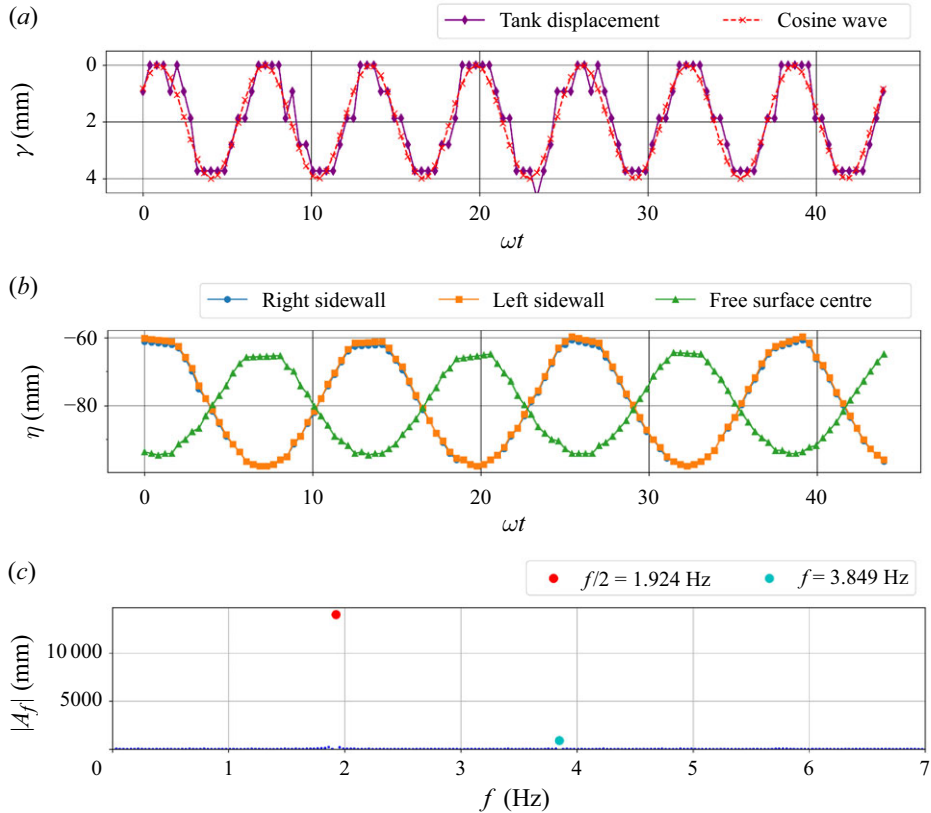 (a)
Tank displacement Cosine wave
0
2
4
γ (mm)
0 10 20 30 40
ωt
(b)
Right sidewall Left sidewall Free surface centre
−60
−80
η (mm)
0 10 20 30 40
ωt
(c)
f/2 = 1.924 Hz f = 3.849 Hz
10 000
5000
|Af| (mm)
0 1 2 3 4 5 6 7
f (Hz)